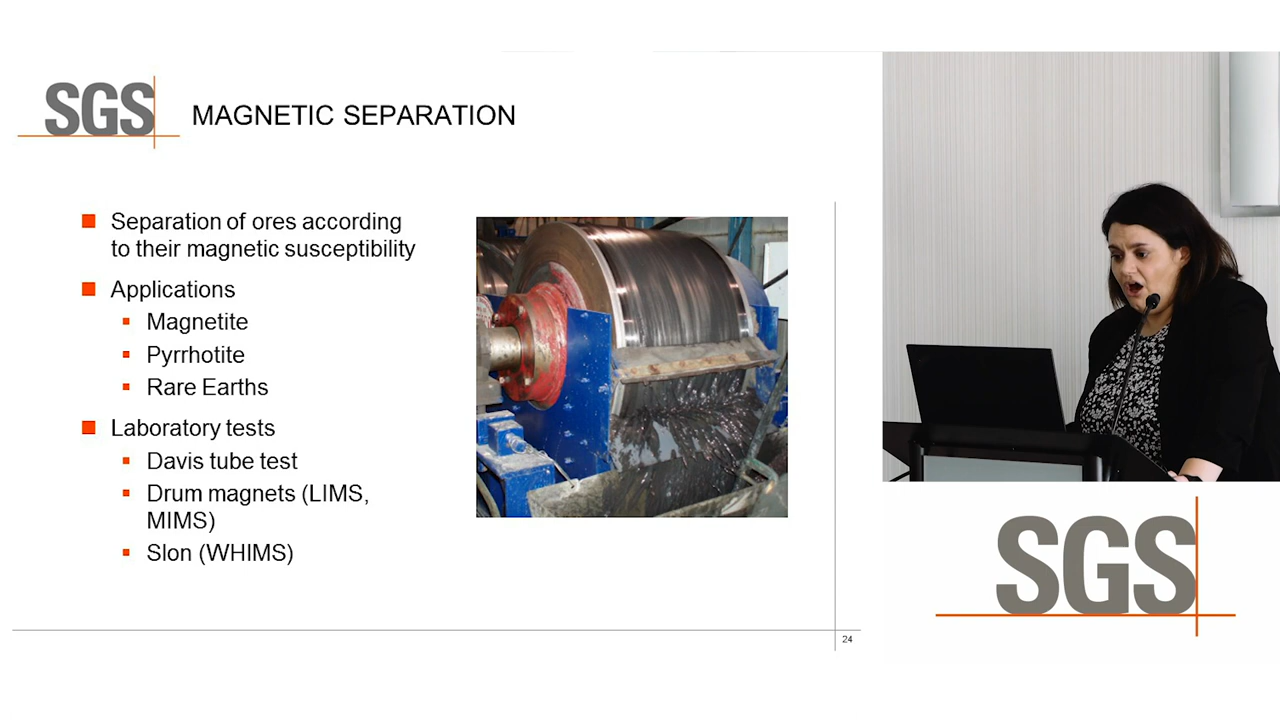 SGS
MAGNETIC SEPARATION
Separation of ores according
to their magnetic susceptibility
Applications
Magnetite
Pyrrhotite
Rare Earths
Laboratory tests
Davis tube test
Drum magnets (LIMS,
MIMS)
Slon (WHIMS)
24
SGS